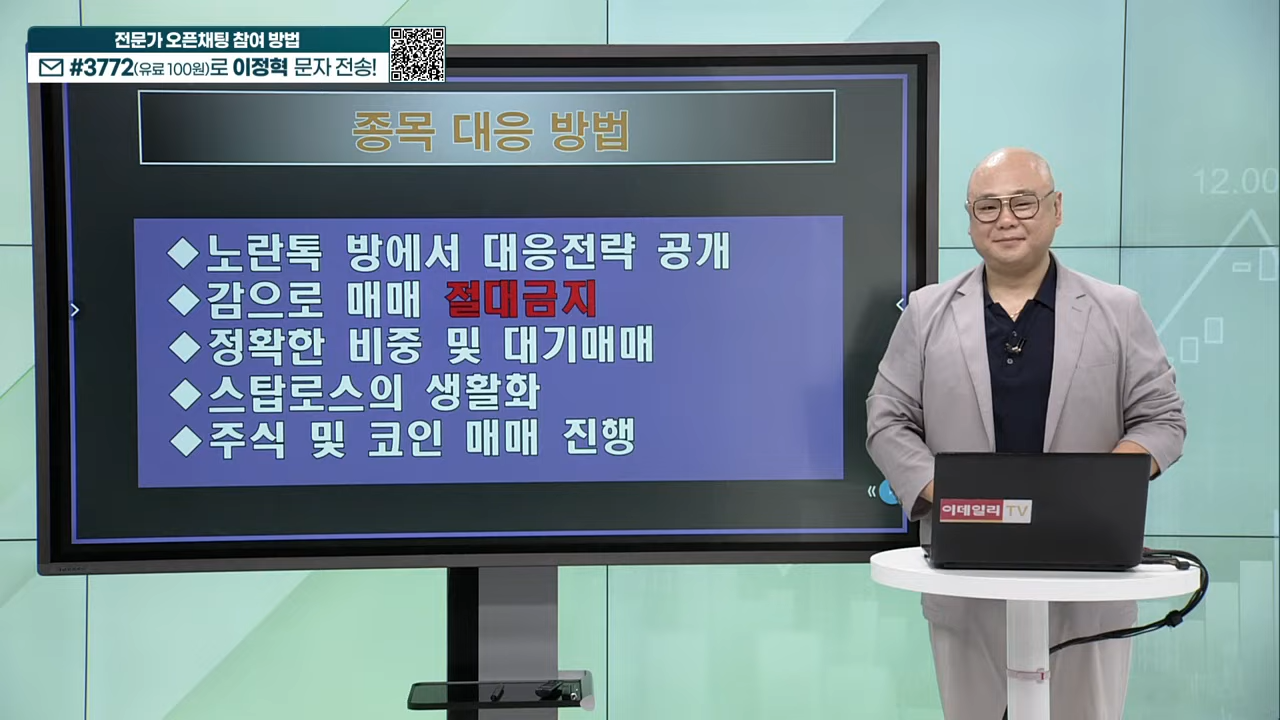 전문가 오픈채팅 참여 방법
#3772(유료 100원)로 이정혁 문자 전송!
종목 대응 방법
◆노란톡 방에서 대응전략 공개
◆감으로 매매 절대금지
◆정확한 비중 및 대기매매
◆스탑로스의 생활화
◆주식 및 코인 매매 진행
12.00
이데일리 TV